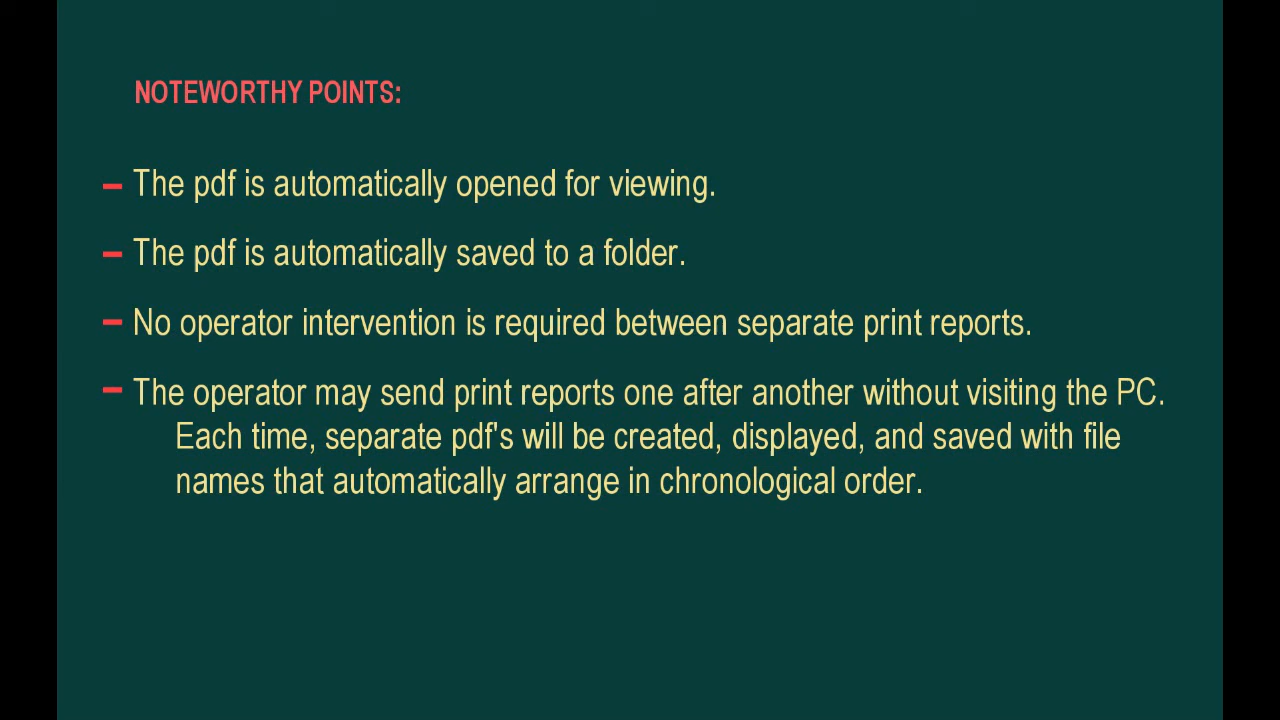 NOTEWORTHY POINTS:
– The pdf is automatically opened for viewing.
– The pdf is automatically saved to a folder.
– No operator intervention is required between separate print reports.
– The operator may send print reports one after another without visiting the PC.
Each time, separate pdf's will be created, displayed, and saved with file
names that automatically arrange in chronological order.